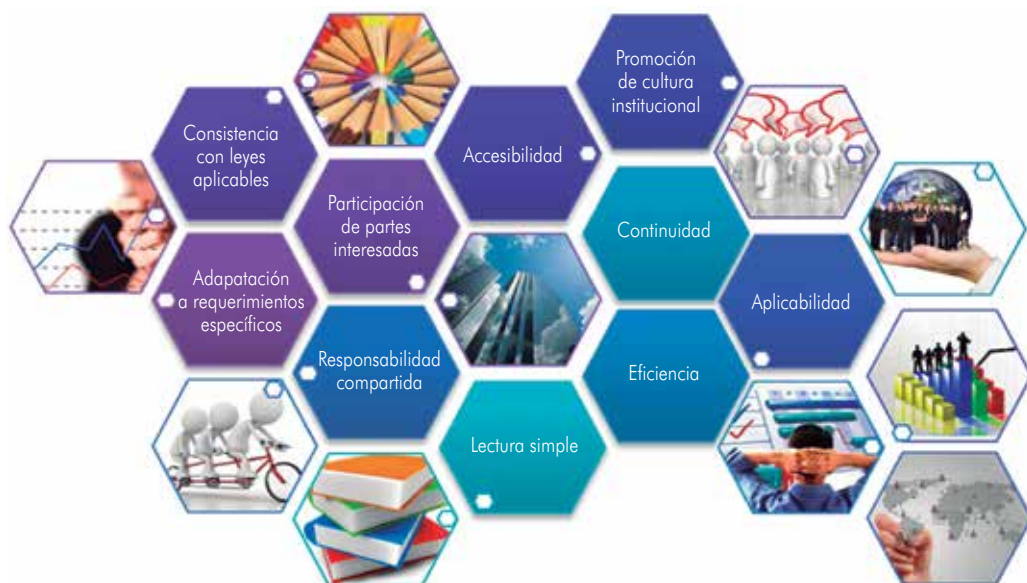 Promoción
de cultura
institucional
Consistencia
con leyes
aplicables
Accesibilidad
Participación
de partes
interesadas
Continuidad
Adapatación
a requerimientos
específicos
Aplicabilidad
Responsabilidad
compartida
Eficiencia
Lectura simple